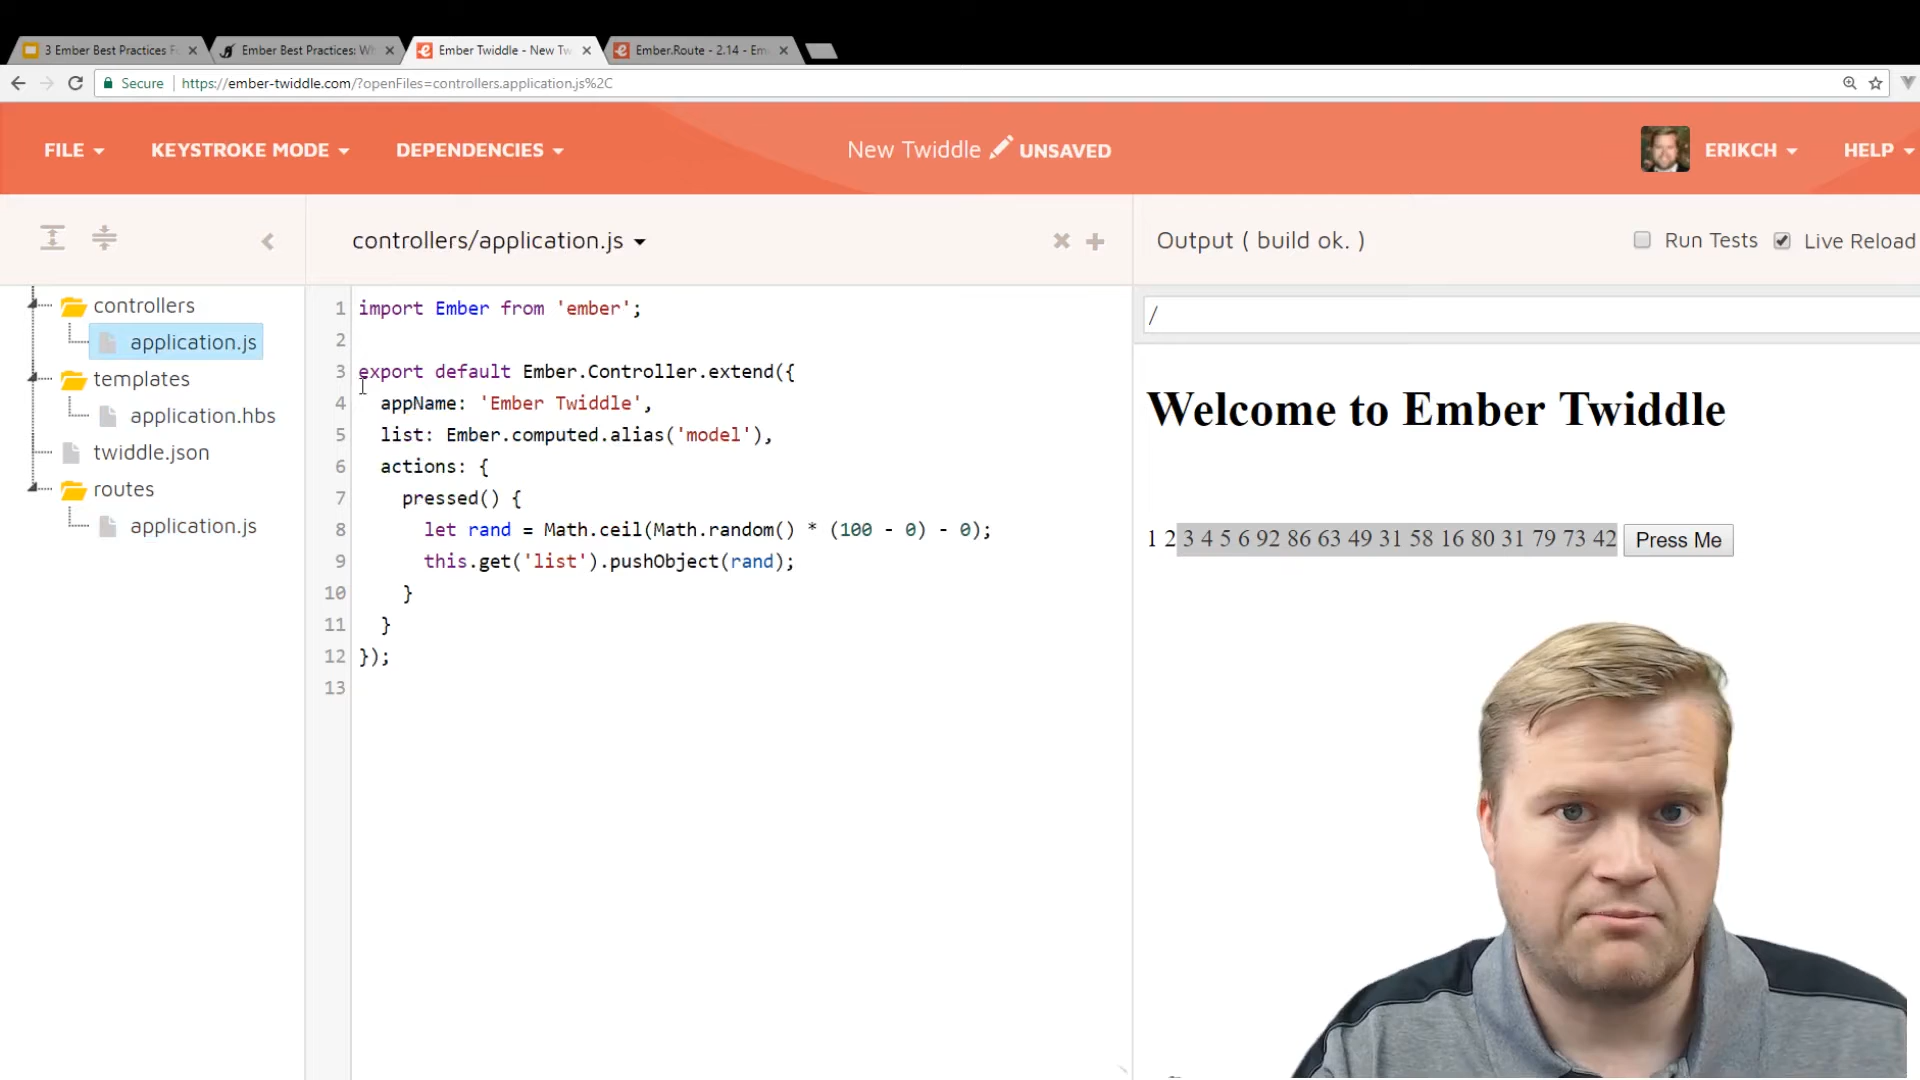 3 Ember Best Practices F
Ember Best Practices: Wh
Ember Twiddle - New Tw
Ember.Route - 2.14 - Em
Secure
https://ember-twiddle.com/?openFiles=controllers.application.js%2C
FILE
KEYSTROKE MODE
DEPENDENCIES
New Twiddle
UNSAVED
ERIKCH
HELP
controllers
application.js
templates
application.hbs
twiddle.json
routes
application.js
controllers/application.js
1 import Ember from 'ember';
2
3 export default Ember.Controller.extend({
4 appName: 'Ember Twiddle',
5 list: Ember.computed.alias('model'),
6 actions: {
7 pressed() {
8 let rand = Math.ceil(Math.random() * (100 - 0) - 0);
9 this.get('list').pushObject(rand);
10 }
11 }
12 });
13
Output ( build ok. )
Run Tests
Live Reload
/
Welcome to Ember Twiddle
1 2 3 4 5 6 92 86 63 49 31 58 16 80 31 79 73 42 Press Me